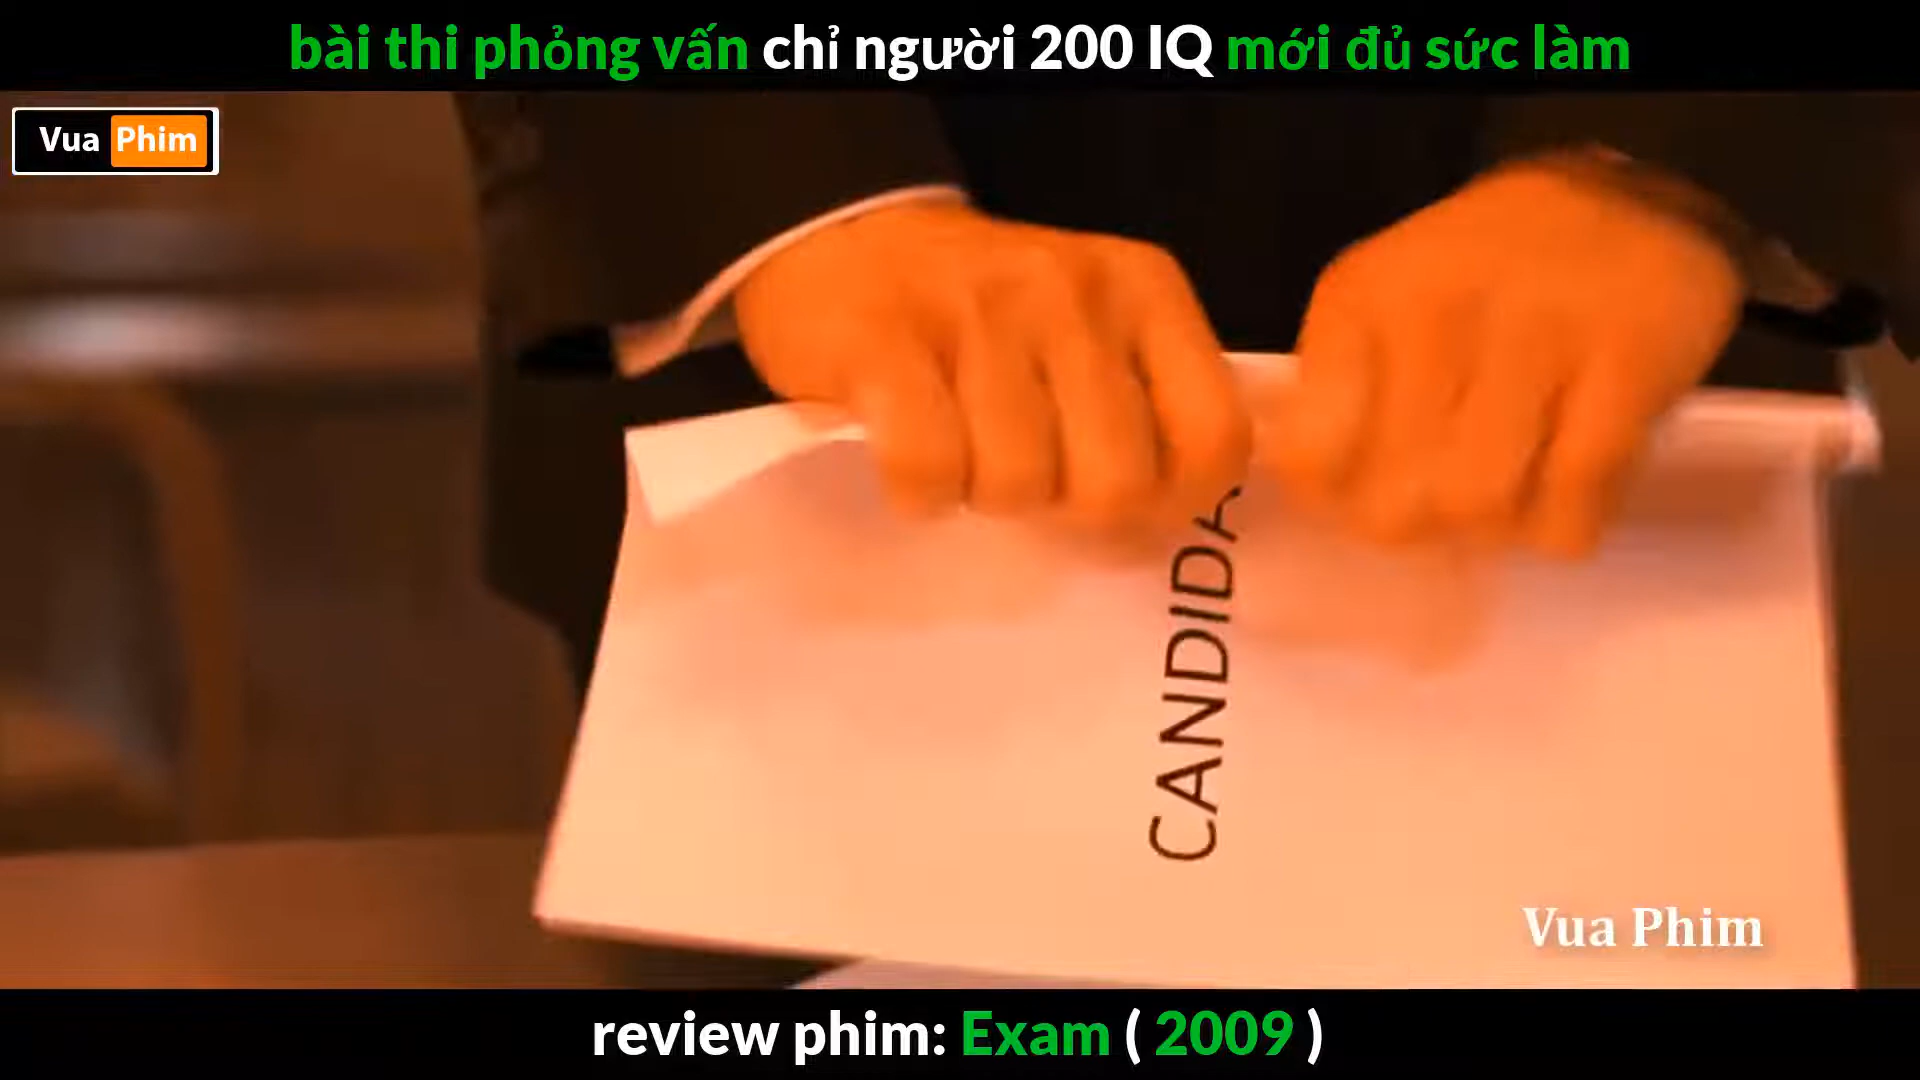 bài thi phỏng vấn chỉ người 200 IQ mới đủ sức làm
Vua Phim
CANDIDA
Vua Phim
review phim: Exam ( 2009 )